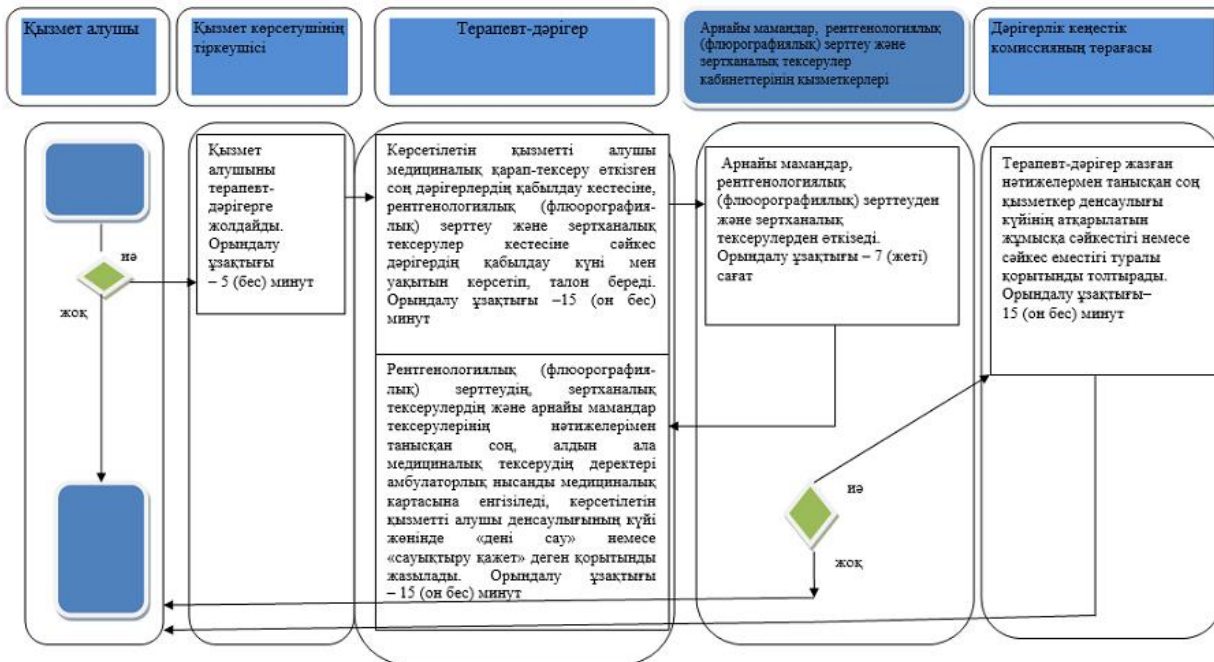 Қызмет алушы
Қызмет көрсетушінің
тіркеушісі
Терапевт-дәрігер
Арнайы мамандар, рентгенологиялық
(флюрографиялық) зерттеу және
зертханалық тексерулер
кабинеттерінің қызметкерлері
Дәрігерлік кеңестік
комиссияның төрағасы
иә
жоқ
Қызмет
алушыны
терапевт-
дәрігерге
жолдайды.
Орындалу
ұзақтығы
– 5 (бес) минут
Көрсетілетін қызметті алушы
медициналық қарап-тексеру өткізген
соң дәрігерлердің қабылдау кестесіне,
рентгенологиялық (флюорография-
лық) зерттеу және зертханалық
тексерулер кестесіне сәйкес
дәрігердің қабылдау күні мен
уақытын көрсетіп, талон береді.
Орындалу ұзақтығы –15 (он бес)
минут
Рентгенологиялық (флюорография-
лық) зерттеудің, зертханалық
тексерулердің және арнайы мамандар
тексерулерінің нәтижелерімен
танысқан соң, алдын ала
медициналық тексерудің деректері
амбулаторлық нысанды медициналық
картасына енгізіледі, көрсетілетін
қызметті алушы денсаулығының күйі
жөнінде «дені сау» немесе
«сауықтыру қажет» деген қорытынды
жазылады. Орындалу ұзақтығы
– 15 (он бес) минут
Арнайы мамандар,
рентгенологиялық
(флюорографиялық) зерттеуден
және зертханалық
тексерулерден өткізеді.
Орындалу ұзақтығы – 7 (жеті)
сағат
иә
жоқ
Терапевт-дәрігер жазған
нәтижелермен танысқан соң
қызметкер денсаулығы
күйінің атқарылатын
жұмысқа сәйкестігі немесе
сәйкес еместігі туралы
қорытынды толтырады.
Орындалу ұзақтығы–
15 (он бес) минут